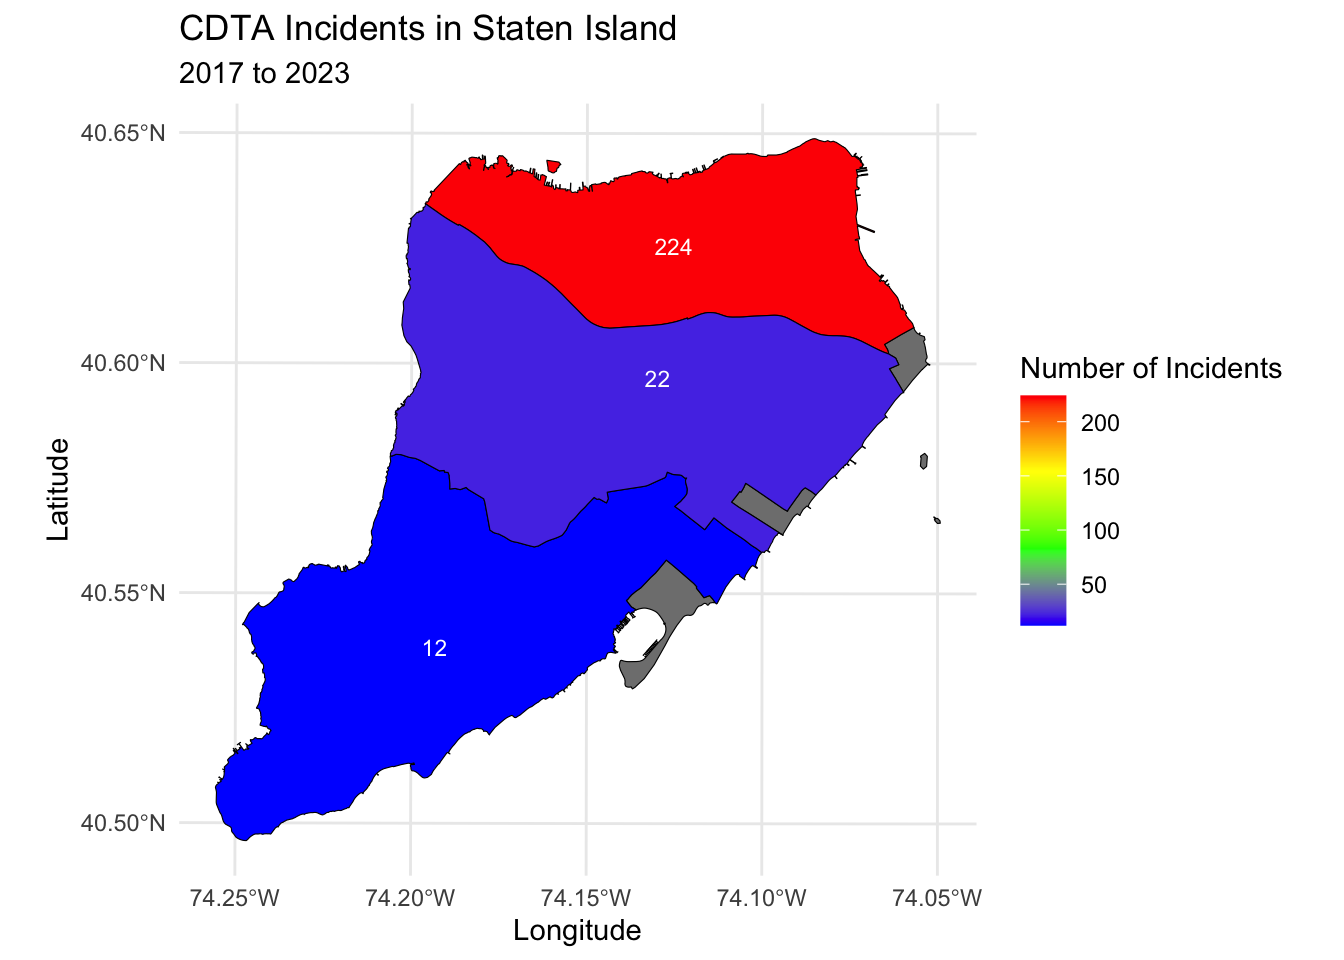 CDTA Incidents in Staten Island
2017 to 2023
40.65°N
40.60°N
40.55°N
40.50°N
Latitude
224
22
12
74.25°W
74.20°W
74.15°W
74.10°W
74.05°W
Longitude
Number of Incidents
200
150
100
50